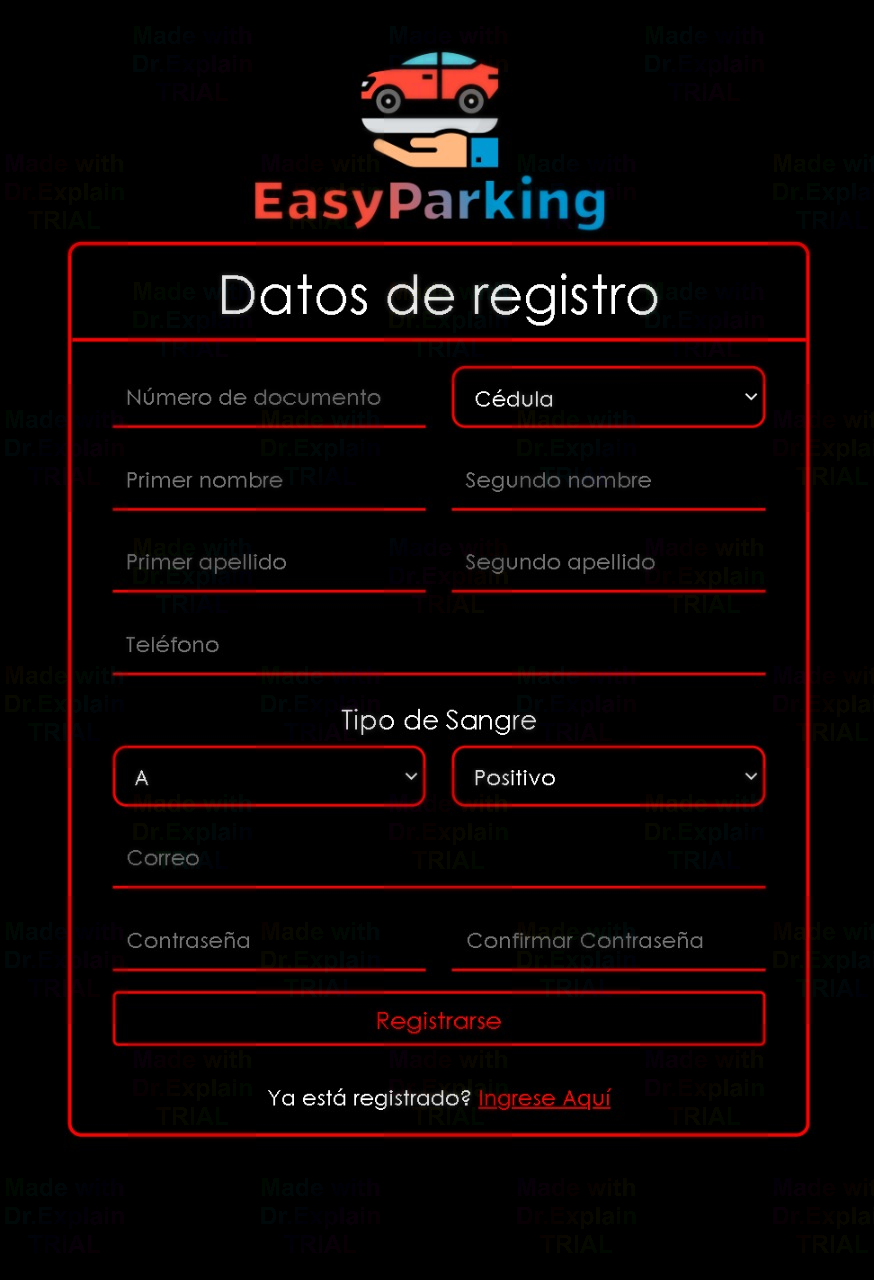 EasyParking
Datos de registro
Número de documento
Cédula
Primer nombre
Segundo nombre
Primer apellido
Segundo apellido
Teléfono
Tipo de Sangre
A
Positivo
Correo
Contraseña
Confirmar Contraseña
Registrarse
Ya está registrado? Ingrese Aquí
Made with
Dr.Explain
TRIAL